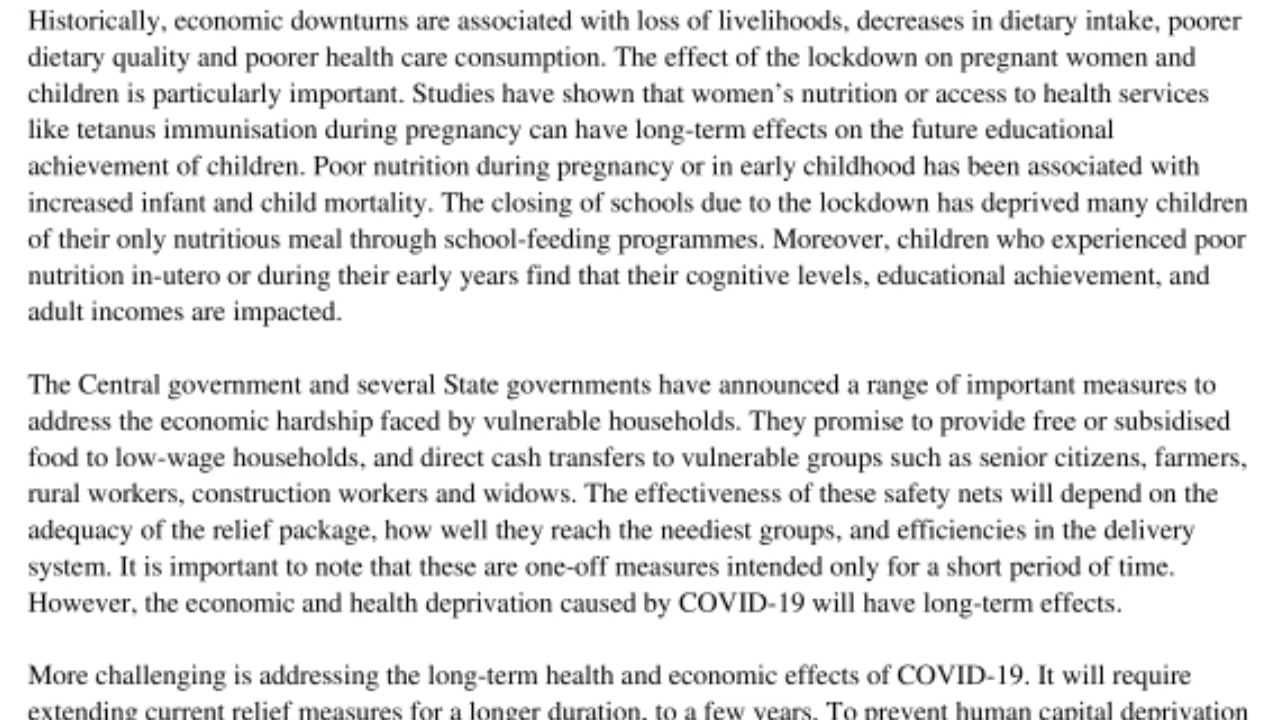 Historically, economic downturns are associated with loss of livelihoods, decreases in dietary intake, poorer
dietary quality and poorer health care consumption. The effect of the lockdown on pregnant women and
children is particularly important. Studies have shown that women's nutrition or access to health services
like tetanus immunisation during pregnancy can have long-term effects on the future educational
achievement of children. Poor nutrition during pregnancy or in early childhood has been associated with
increased infant and child mortality. The closing of schools due to the lockdown has deprived many children
of their only nutritious meal through school-feeding programmes. Moreover, children who experienced poor
nutrition in-utero or during their early years find that their cognitive levels, educational achievement, and
adult incomes are impacted.
The Central government and several State governments have announced a range of important measures to
address the economic hardship faced by vulnerable households. They promise to provide free or subsidised
food to low-wage households, and direct cash transfers to vulnerable groups such as senior citizens, farmers,
rural workers, construction workers and widows. The effectiveness of these safety nets will depend on the
adequacy of the relief package, how well they reach the neediest groups, and efficiencies in the delivery
system. It is important to note that these are one-off measures intended only for a short period of time.
However, the economic and health deprivation caused by COVID-19 will have long-term effects.
More challenging is addressing the long-term health and economic effects of COVID-19. It will require
extending current relief measures for a longer duration, to a few years. To prevent human capital deprivation